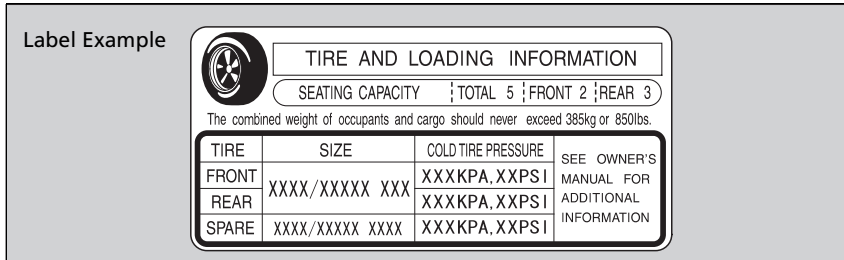 Label Example
TIRE AND LOADING INFORMATION
SEATING CAPACITY TOTAL 5 FRONT 2 REAR 3
The combined weight of occupants and cargo should never exceed 385kg or 850lbs.
TIRE SIZE COLD TIRE PRESSURE
SEE OWNER'S
MANUAL FOR
ADDITIONAL
INFORMATION
FRONT XXXX/XXXXX XXX XXXKPA,XXPSI
REAR XXXKPA,XXPSI
SPARE XXXX/XXXXX XXXX XXXKPA,XXPSI